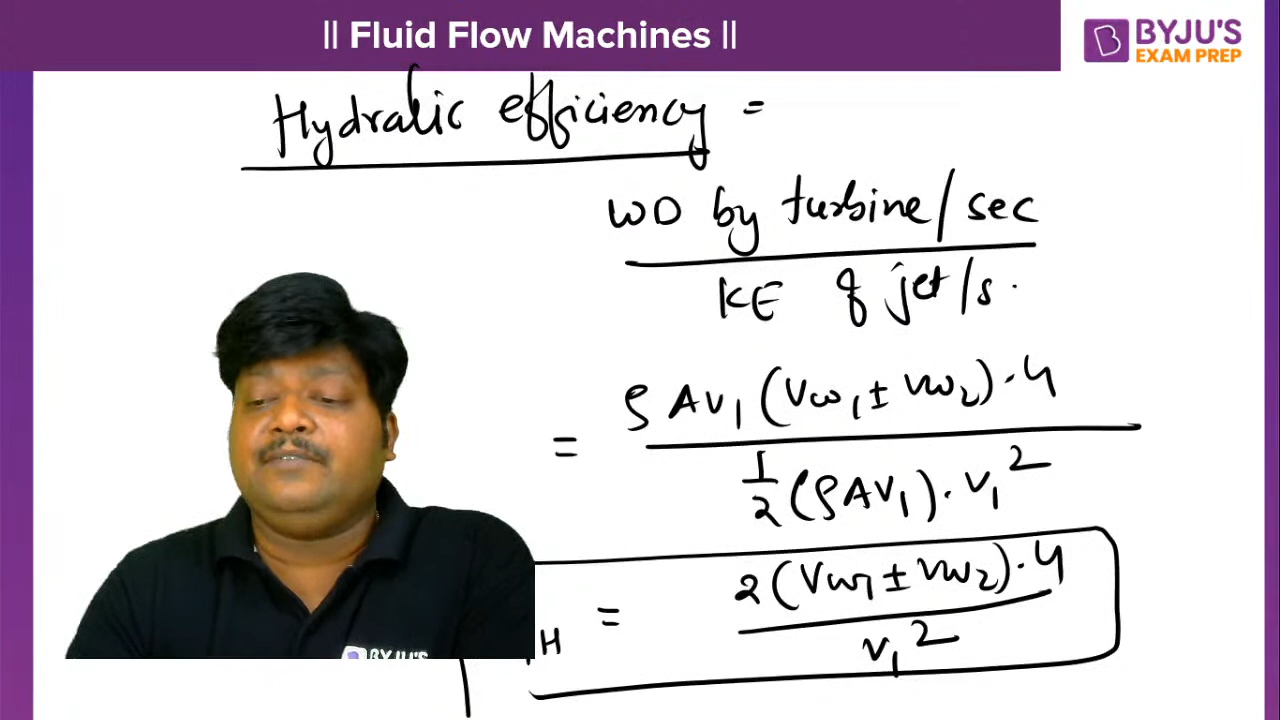 || Fluid Flow Machines ||
BYJU'S
EXAM PREP
Hydralic efficiency =
WD by turbine/sec
KE of jet/s.
= ρAV₁(Vw₁ ± Vw₂).u
½(ρAV₁).V₁²
H = 2(Vw₁ ± Vw₂).u
V₁²
BYJU'S